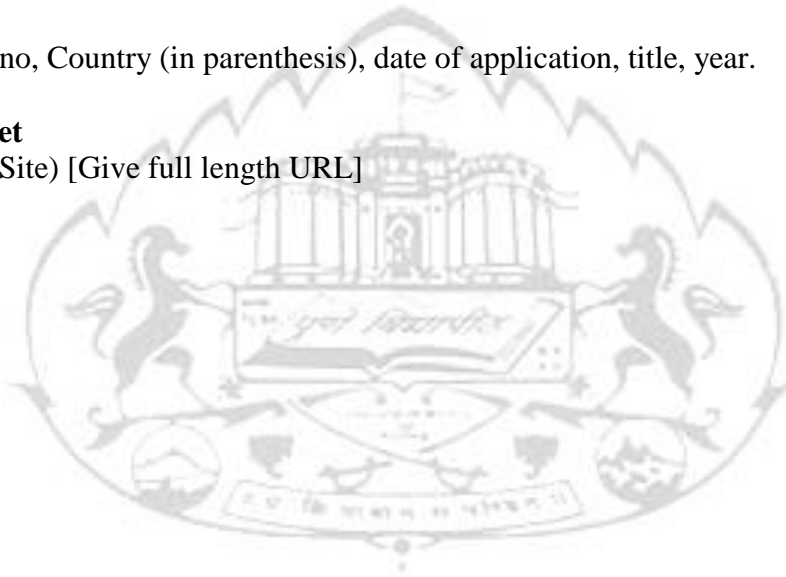 no, Country (in parenthesis), date of application, title, year.
et
Site) [Give full length URL]